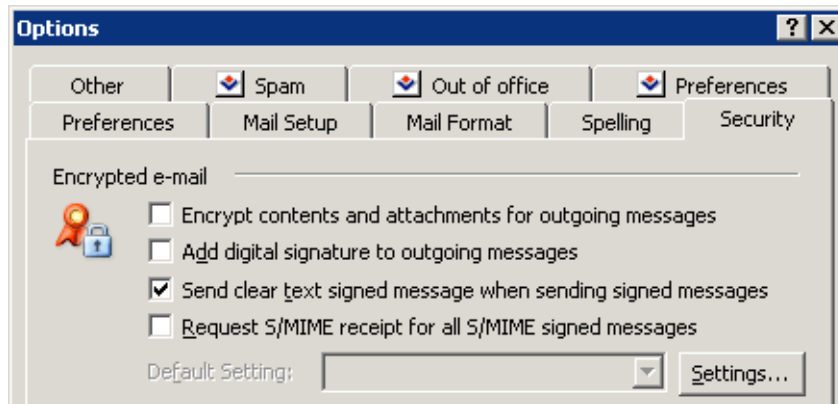 Options
Other Spam Out of office Preferences
Preferences Mail Setup Mail Format Spelling Security
Encrypted e-mail
Encrypt contents and attachments for outgoing messages
Add digital signature to outgoing messages
Send clear text signed message when sending signed messages
Request S/MIME receipt for all S/MIME signed messages
Default Setting: Settings...